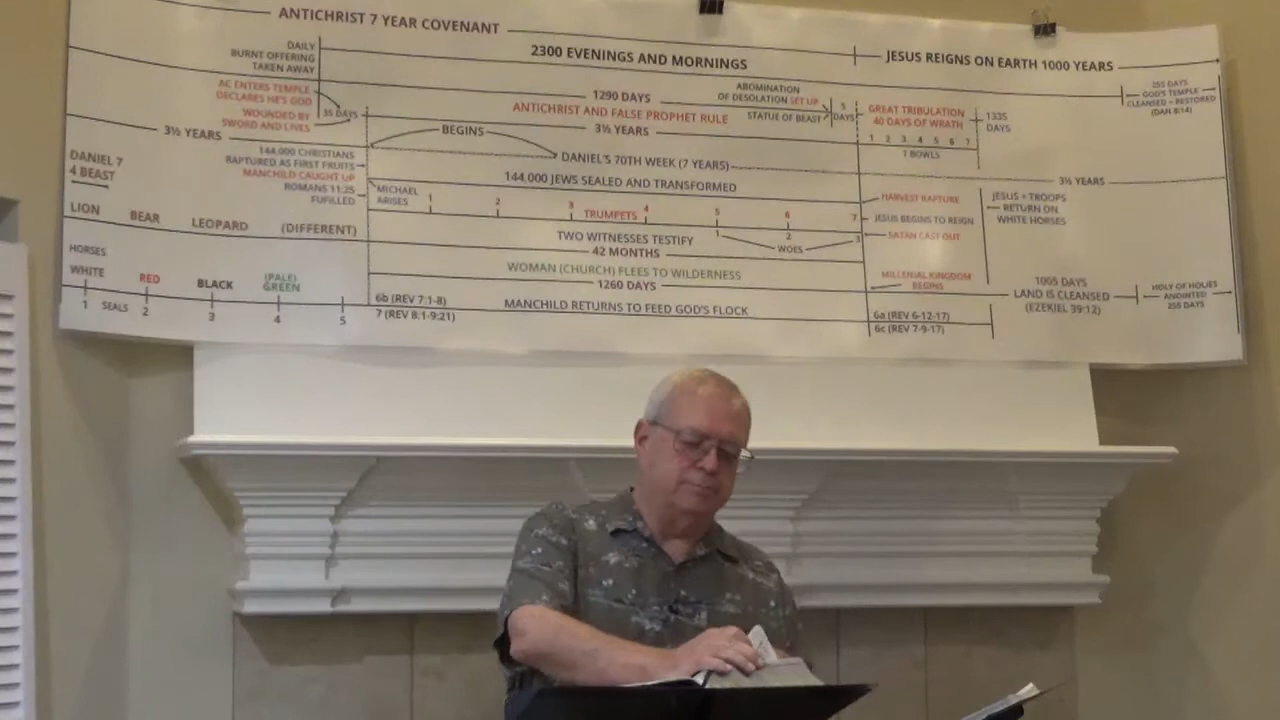 ANTICHRIST 7 YEAR COVENANT
DAILY
BURNT OFFERING
TAKEN AWAY
2300 EVENINGS AND MORNINGS
JESUS REIGNS ON EARTH 1000 YEARS
AC ENTERS TEMPLE
DECLARES HE'S GOD
WOUNDED BY
SWORD AND LIVES
35 DAYS
1290 DAYS
ANTICHRIST AND FALSE PROPHET RULE
3½ YEARS
ABOMINATION
OF DESOLATION SET UP
STATUE OF BEAST
5
DAYS
GREAT TRIBULATION
40 DAYS OF WRATH
1 2 3 4 5 6 7
7 BOWLS
1335
DAYS
255 DAYS
GOD'S TEMPLE
CLEANSED + RESTORED
(DAN 8:14)
3½ YEARS
BEGINS
DANIEL'S 70TH WEEK (7 YEARS)
3½ YEARS
144,000 CHRISTIANS
RAPTURED AS FIRST FRUITS
MANCHILD CAUGHT UP
ROMANS 11:25
FUFILLED
MICHAEL
ARISES
144,000 JEWS SEALED AND TRANSFORMED
DANIEL 7
4 BEAST
LION
BEAR
LEOPARD
(DIFFERENT)
1 2 3 TRUMPETS 4 5 6 7
1 2 3
WOES
TWO WITNESSES TESTIFY
42 MONTHS
HARVEST RAPTURE
JESUS BEGINS TO REIGN
SATAN CAST OUT
JESUS + TROOPS
RETURN ON
WHITE HORSES
HORSES
WHITE
RED
BLACK
(PALE)
GREEN
1 SEALS 2 3 4 5
WOMAN (CHURCH) FLEES TO WILDERNESS
1260 DAYS
MANCHILD RETURNS TO FEED GOD'S FLOCK
6b (REV 7:1-8)
7 (REV 8:1-9:21)
MILLENIAL KINGDOM
BEGINS
6a (REV 6-12-17)
6c (REV 7-9-17)
1005 DAYS
LAND IS CLEANSED
(EZEKIEL 39:12)
HOLY OF HOLIES
ANOINTED
255 DAYS